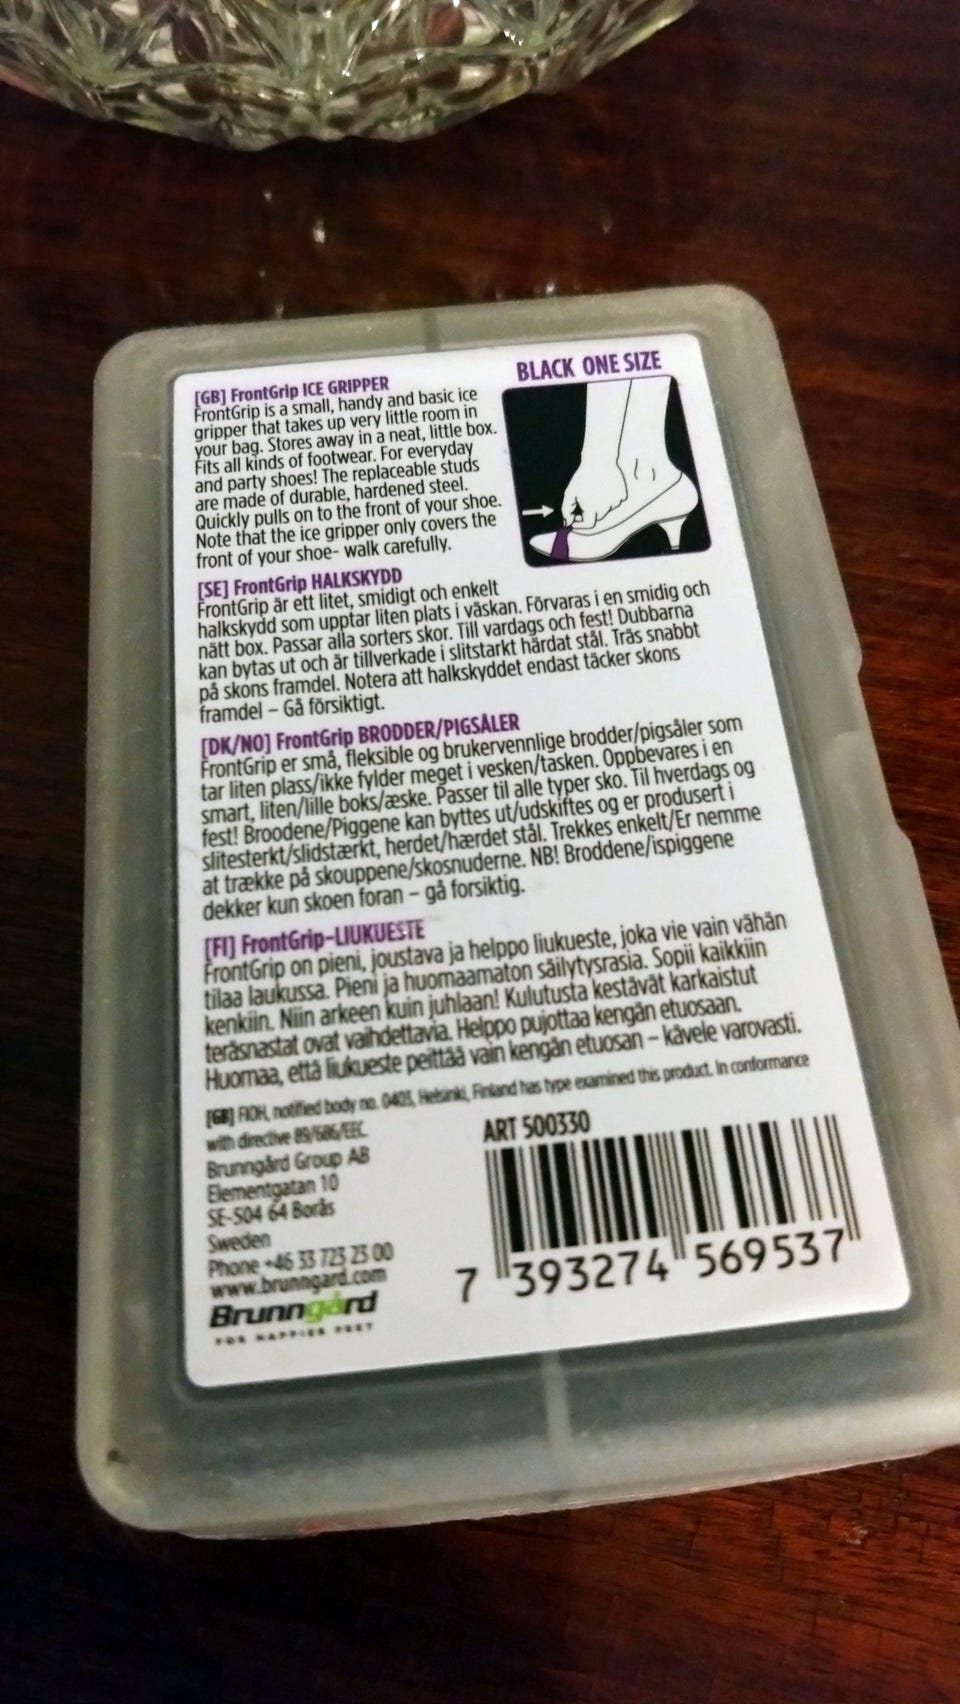 BLACK ONE SIZE
[GB] FrontGrip ICE GRIPPER
FrontGrip is a small, handy and basic ice
gripper that takes up very little room in
your bag. Stores away in a neat, little box.
Fits all kinds of footwear. For everyday
and party shoes! The replaceable studs
are made of durable, hardened steel.
Quickly pulls on to the front of your shoe.
Note that the ice gripper only covers the
front of your shoe- walk carefully.
[SE] FrontGrip HALKSKYDD
FrontGrip är ett litet, smidigt och enkelt
halkskydd som upptar liten plats i väskan. Förvaras i en smidig och
nätt box. Passar alla sorters skor. Till vardags och fest! Dubbarna
kan bytas ut och är tillverkade i slitstarkt härdat stål. Träs snabbt
på skons framdel. Notera att halkskyddet endast täcker skons
framdel – Gå försiktigt.
[DK/NO] FrontGrip BRODDER/PIGSÅLER
FrontGrip er små, fleksible og brukervennlige brodder/pigsåler som
tar liten plass/ikke fylder meget i vesken/tasken. Oppbevares i en
smart, liten/lille boks/æske. Passer til alle typer sko. Til hverdags og
fest! Broodene/Piggene kan byttes ut/udskiftes og er produsert i
slitesterkt/slidstærkt, herdet/hærdet stål. Trekkes enkelt/Er nemme
at trække på skouppene/skosnuderne. NB! Broddene/ispiggene
dekker kun skoen foran – gå forsiktig.
[FI] FrontGrip-LIUKUESTE
FrontGrip on pieni, joustava ja helppo liukueste, joka vie vain vähän
tilaa laukussa. Pieni ja huomaamaton säilytysrasia. Sopii kaikkiin
kenkiin. Niin arkeen kuin juhlaan! Kulutusta kestävät karkaistut
teräsnastat ovat vaihdettavia. Helppo pujottaa kengän etuosaan.
Huomaa, että liukueste peittää vain kengän etuosan – kävele varovasti.
[GB] FIOH, notified body no. 0403, Helsinki, Finland has type examined this product. In conformance
with directive 89/686/EEC.
Brunngård Group AB
Elementgatan 10
SE-504 64 Borås
Sweden
Phone +46 33 723 23 00
www.brunngard.com
Brunngård
FOR HAPPIER FEET
ART 500330
7 393274 569537